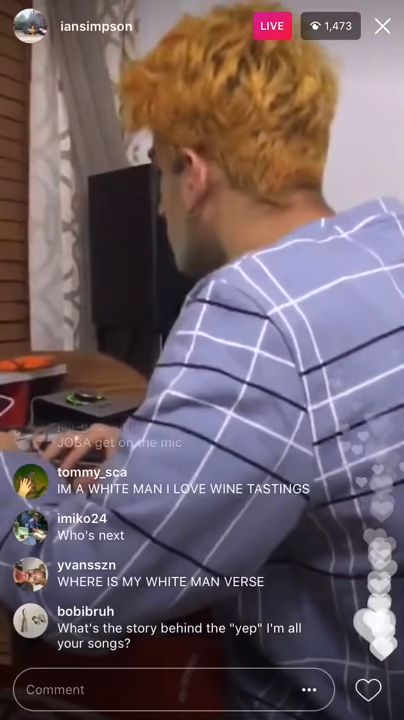 iansimpson
LIVE
1,473
JOBA get on the mic
tommy_sca
IM A WHITE MAN I LOVE WINE TASTINGS
imiko24
Who's next
yvansszn
WHERE IS MY WHITE MAN VERSE
bobibruh
What's the story behind the "yep" I'm all
your songs?
Comment